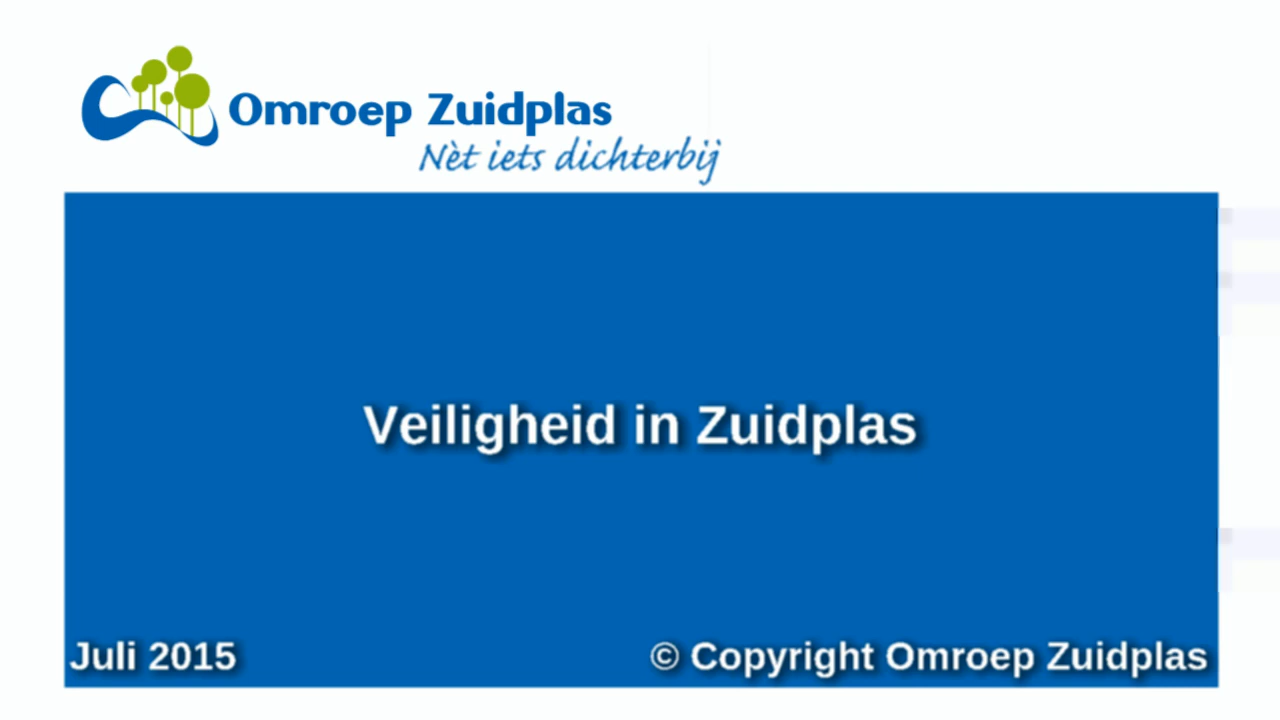 Omroep Zuidplas
Nèt iets dichterbij
Veiligheid in Zuidplas
Juli 2015
© Copyright Omroep Zuidplas